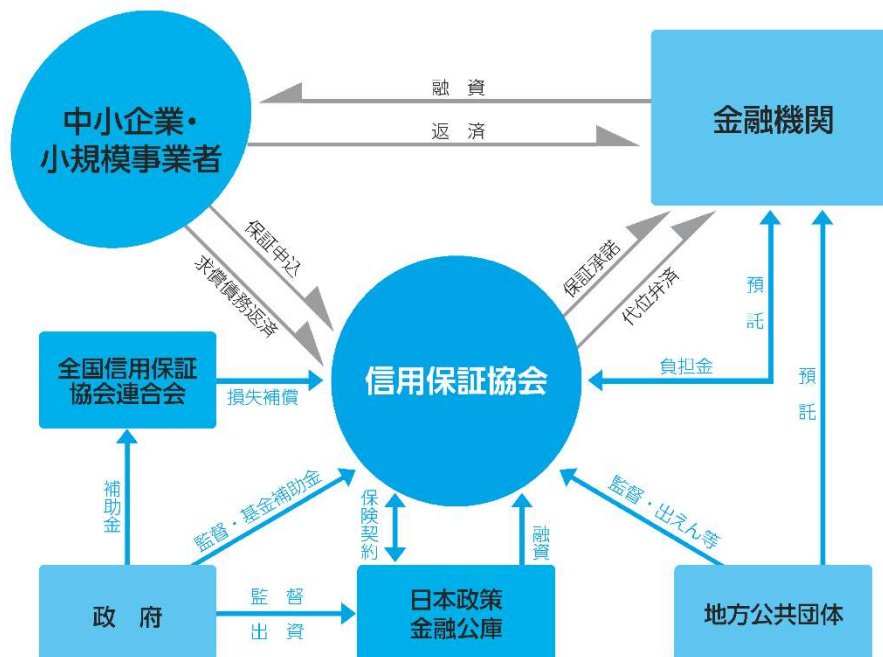 中小企業・
小規模事業者
融 資
返 済
金融機関
保証申込
求償債務返済
保証承諾
代位弁済
預託
預託
全国信用保証
協会連合会
損失補償
信用保証協会
負担金
補助金
監督・基金補助金
保険契約
融資
監督・出えん等
政 府
監 督
出 資
日本政策
金融公庫
地方公共団体